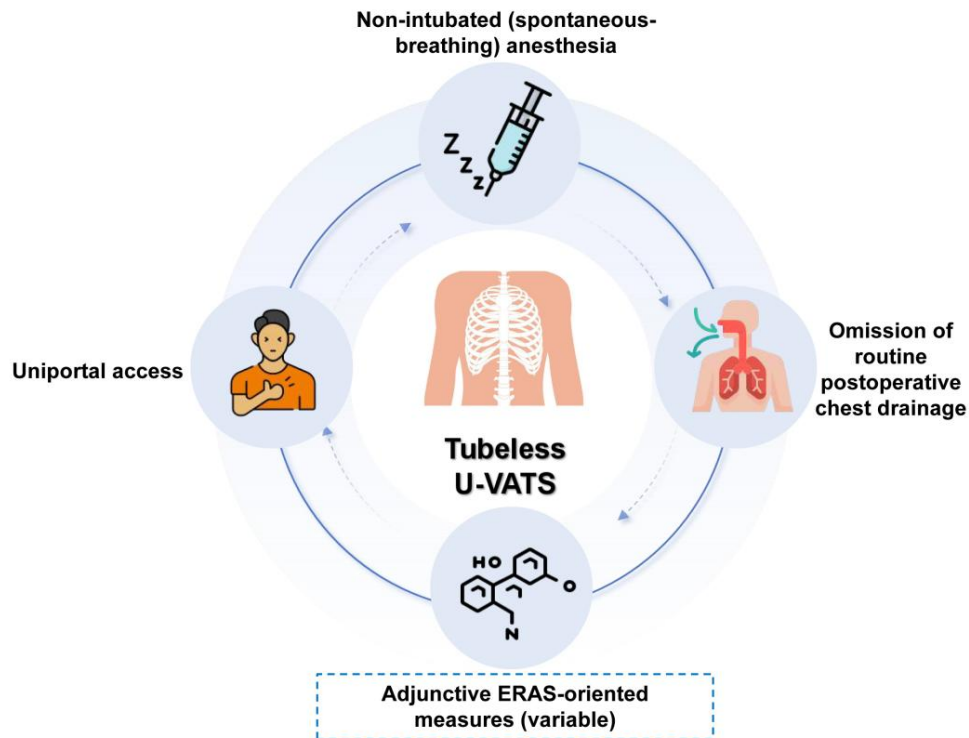 Non-intubated (spontaneous-
breathing) anesthesia
Z
Z
z
Uniportal access
Omission of
routine
postoperative
chest drainage
Tubeless
U-VATS
HO
O
N
Adjunctive ERAS-oriented
measures (variable)